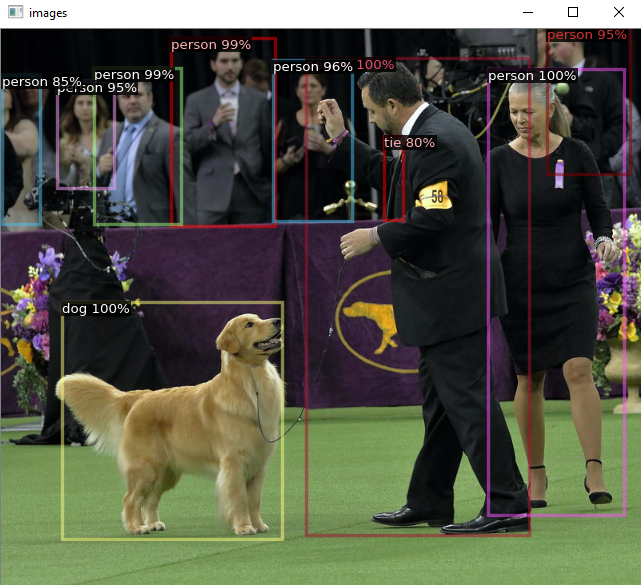 images
person 95%
person 99%
person 96%
100%
person 99%
person 100%
person 85%
person 95%
tie 80%
58
dog 100%